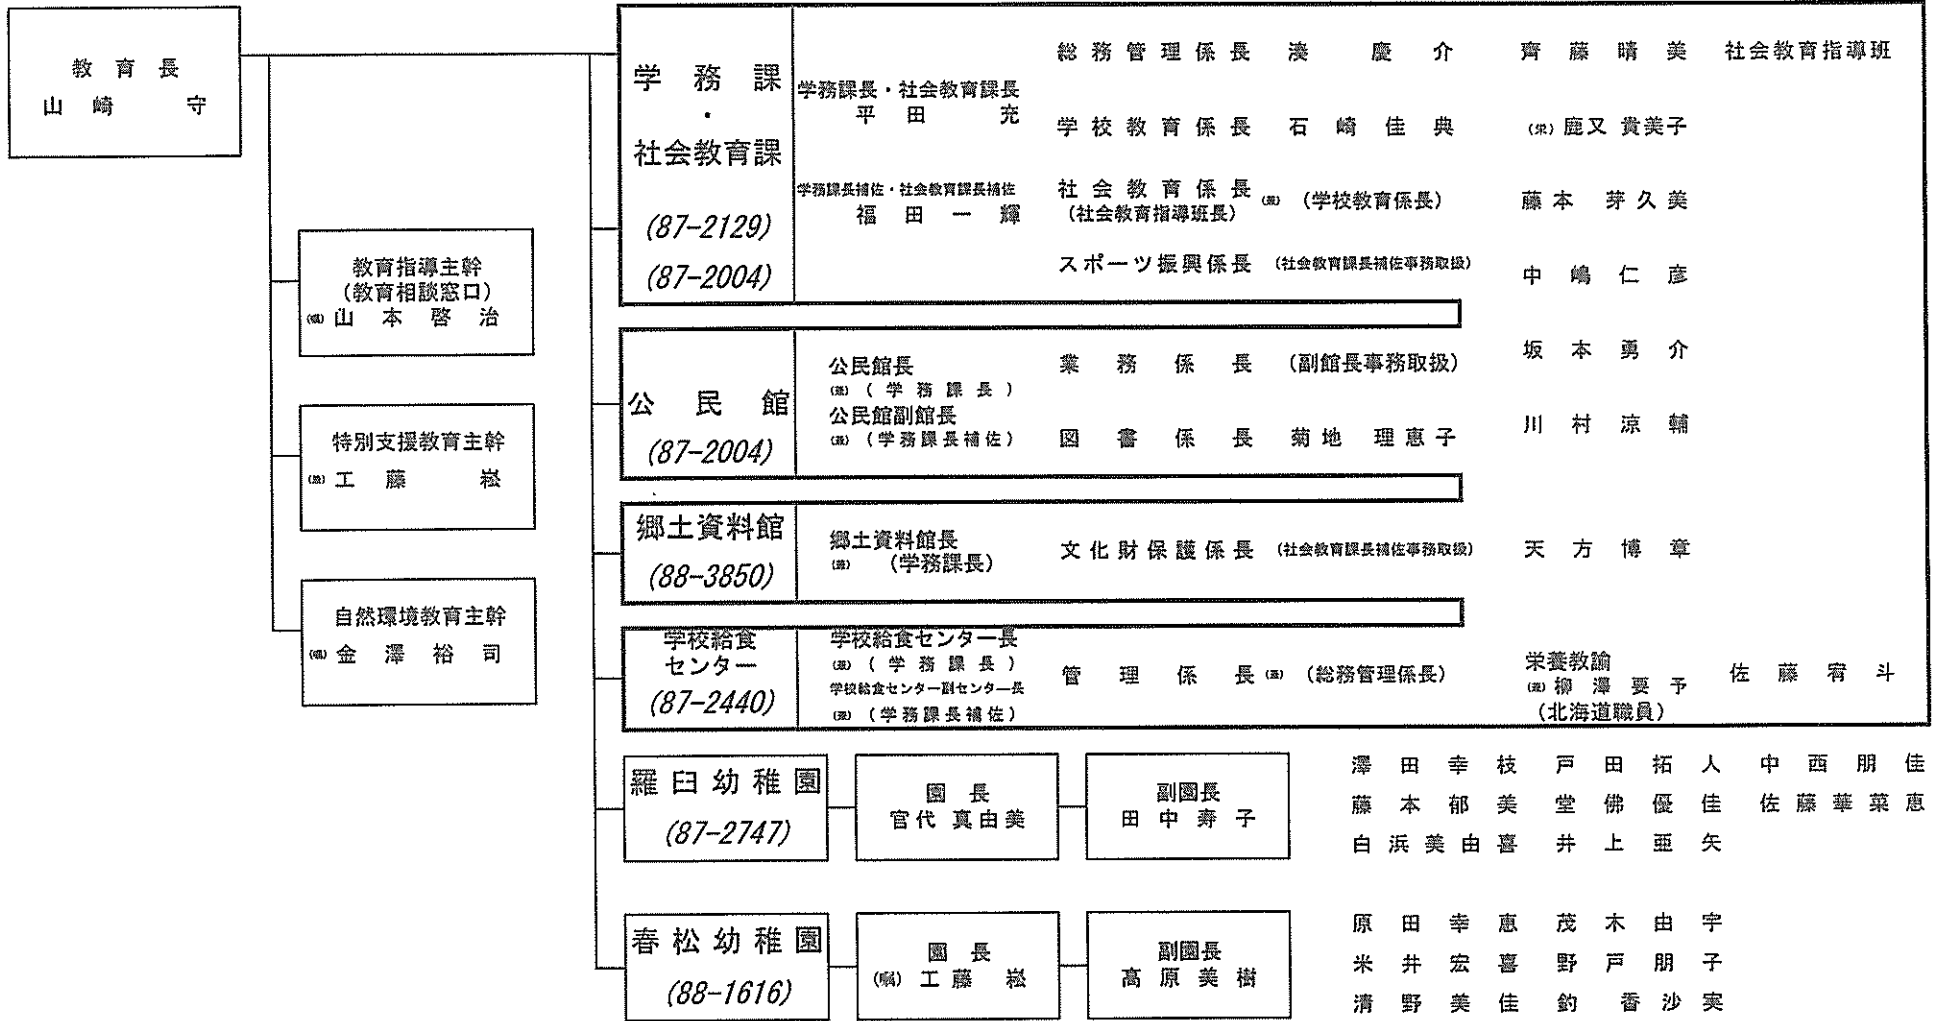 教育長
山崎 守
教育指導主幹
(教育相談窓口)
㈳ 山本啓治
特別支援教育主幹
(兼) 工藤 崧
自然環境教育主幹
(嘱) 金澤裕司
学務課
・
社会教育課
(87-2129)
(87-2004)
学務課長・社会教育課長
平田 充
学務課長補佐・社会教育課長補佐
福田一輝
総務管理係長 湊 慶介
学校教育係長 石崎佳典
社会教育係長 (兼) (学校教育係長)
(社会教育指導班長)
スポーツ振興係長 (社会教育課長補佐事務取扱)
齊藤晴美 社会教育指導班
(栄) 鹿又 貴美子
藤本 芽久美
中嶋仁彦
坂本勇介
川村涼輔
公民館
(87-2004)
公民館長
(兼) (学務課長)
公民館副館長
(兼) (学務課長補佐)
業務係長 (副館長事務取扱)
図書係長 菊地 理恵子
郷土資料館
(88-3850)
郷土資料館長
(兼) (学務課長)
文化財保護係長 (社会教育課長補佐事務取扱)
天方博章
学校給食
センター
(87-2440)
学校給食センター長
(兼) (学務課長)
学校給食センター副センター長
(兼) (学務課長補佐)
管理係長 (兼) (総務管理係長)
栄養教諭
(兼) 柳澤要予
(北海道職員)
佐藤宥斗
羅臼幼稚園
(87-2747)
園長
官代 真由美
副園長
田中寿子
澤田幸枝 戸田拓人 中西朋佳
藤本郁美 堂佛優佳 佐藤華菜恵
白浜美由喜 井上亜矢
春松幼稚園
(88-1616)
園長
(嘱) 工藤 崧
副園長
高原美樹
原田幸恵 茂木由宇
米井宏喜 野戸朋子
清野美佳 釣 香沙実